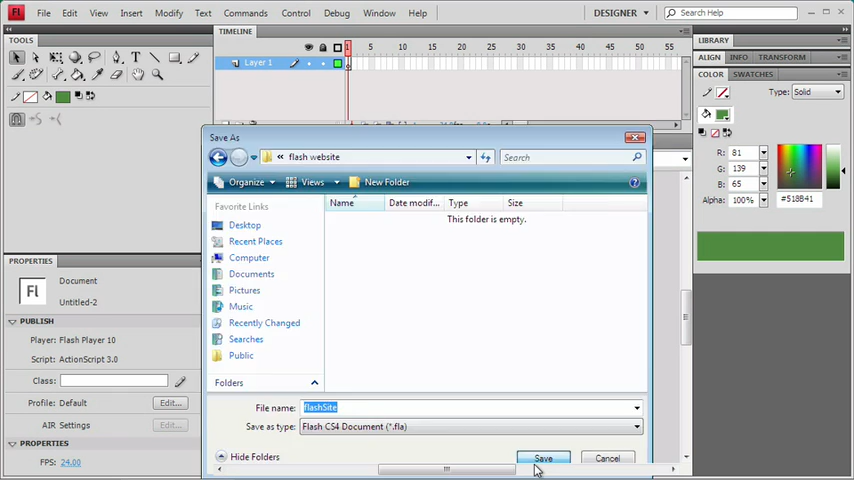 Fl File Edit View Insert Modify Text Commands Control Debug Window Help DESIGNER Search Help
TOOLS
TIMELINE
LIBRARY
1 5 10 15 20 25 30 35 40 45 50 55
ALIGN INFO TRANSFORM
Layer 1
COLOR SWATCHES
Type: Solid
Save As
R: 81
« flash website Search
G: 139
Organize Views New Folder
B: 65
Alpha: 100% #518B41
Favorite Links Name Date modif... Type Size
This folder is empty.
Desktop
Recent Places
Computer
PROPERTIES
Documents
Fl Document
Pictures
Untitled-2
Music
PUBLISH
Recently Changed
Player: Flash Player 10
Searches
Script: ActionScript 3.0
Public
Class:
Folders
Profile: Default Edit...
File name: flashSite
AIR Settings Edit...
Save as type: Flash CS4 Document (*.fla)
PROPERTIES
Hide Folders Save Cancel
FPS: 24.00